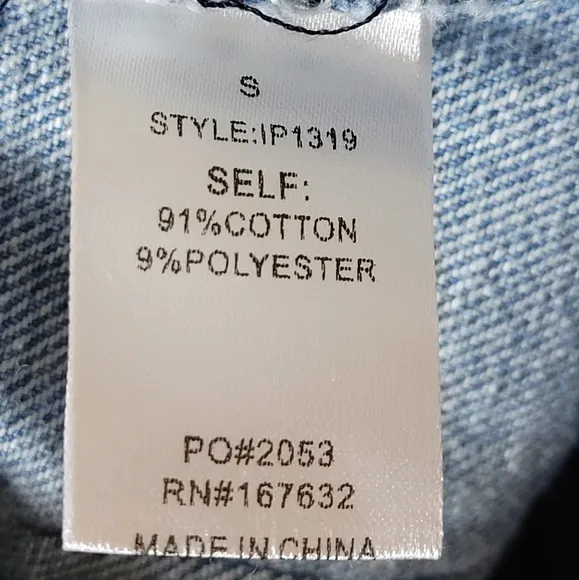 S
STYLE:IP1319
SELF:
91%COTTON
9%POLYESTER
PO#2053
RN#167632
MADE IN CHINA